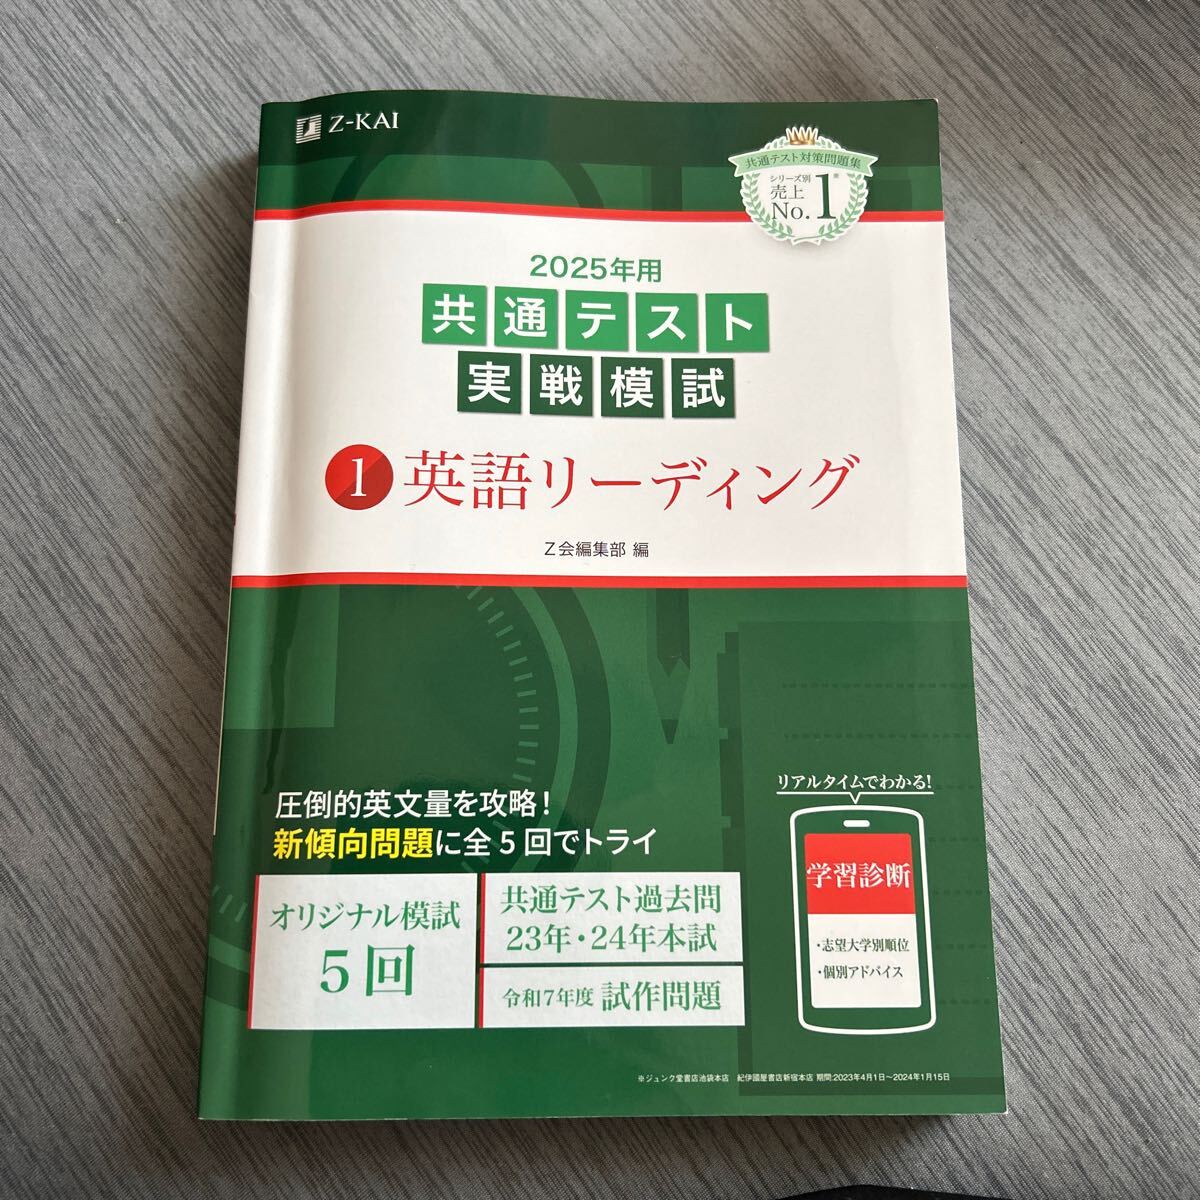 Z-KAI
共通テスト対策問題集
シリーズ別
売上
No.1※
2025年用
共通テスト
実戦模試
1 英語リーディング
Z会編集部 編
圧倒的英文量を攻略!
新傾向問題に全5回でトライ
オリジナル模試
5回
共通テスト過去問
23年・24年本試
令和7年度 試作問題
リアルタイムでわかる!
学習診断
・志望大学別順位
・個別アドバイス
※ジュンク堂書店池袋本店 紀伊國屋書店新宿本店 期間:2023年4月1日~2024年1月15日